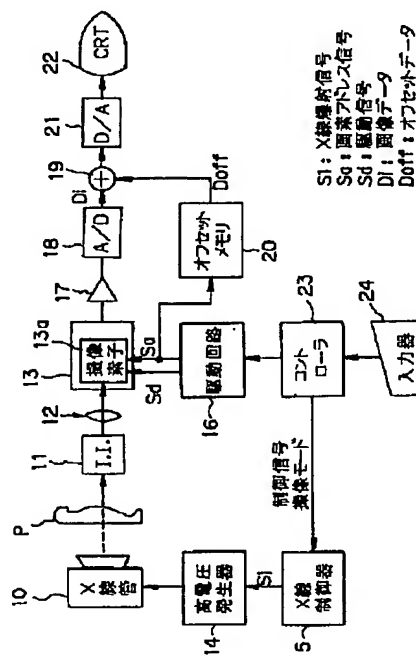 22
CRT
21
D/A
19
+
Di
18
A/D
17
Doff
オフセット
メモリ
20
13
13a
撮像
素子
Sa
Sd
12
11
I.I.
P
10
X
線管
駆動回路
16
23
コント
ローラ
24
入力器
制御信号
撮像モード
高電圧
発生器
14
Si
X線
制御器
5
Si:X線爆射信号
Sa:画素アドレス信号
Sd:駆動信号
Di:画像データ
Doff:オフセットデータ